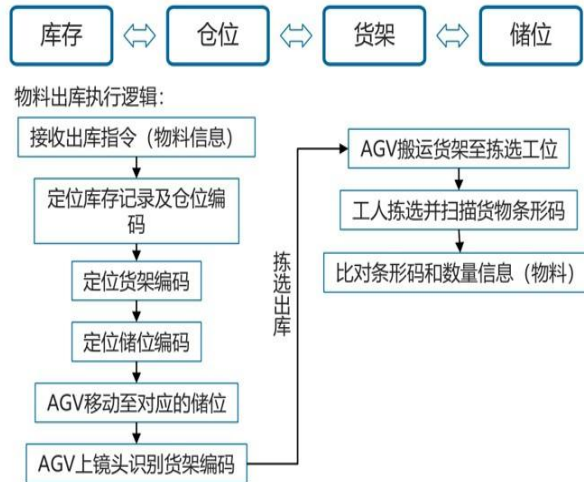 库存
仓位
货架
储位
物料出库执行逻辑：
接收出库指令（物料信息）
定位库存记录及仓位编
码
定位货架编码
定位储位编码
AGV移动至对应的储位
AGV上镜头识别货架编码
拣选出库
AGV搬运货架至拣选工位
工人拣选并扫描货物条形码
比对条形码和数量信息（物料）